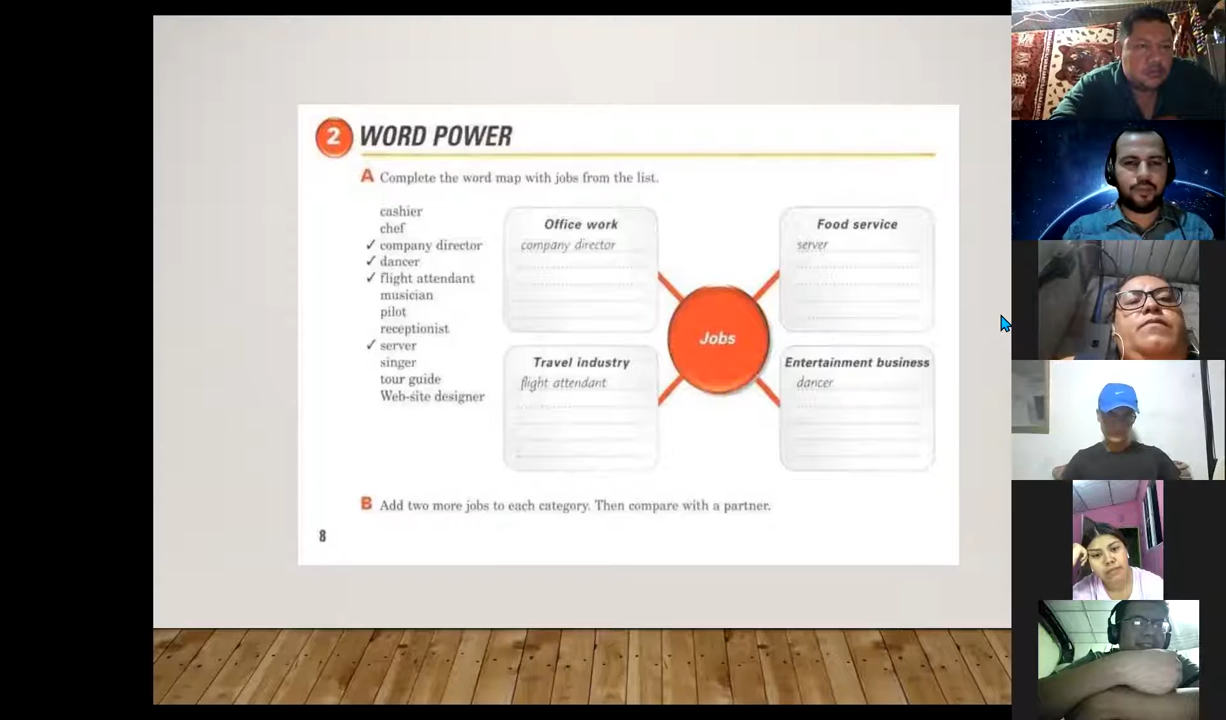 2 WORD POWER
A Complete the word map with jobs from the list.
cashier
chef
✓ company director
✓ dancer
✓ flight attendant
musician
pilot
receptionist
✓ server
singer
tour guide
Web-site designer
Office work
company director
Food service
server
Jobs
Travel industry
flight attendant
Entertainment business
dancer
B Add two more jobs to each category. Then compare with a partner.
8